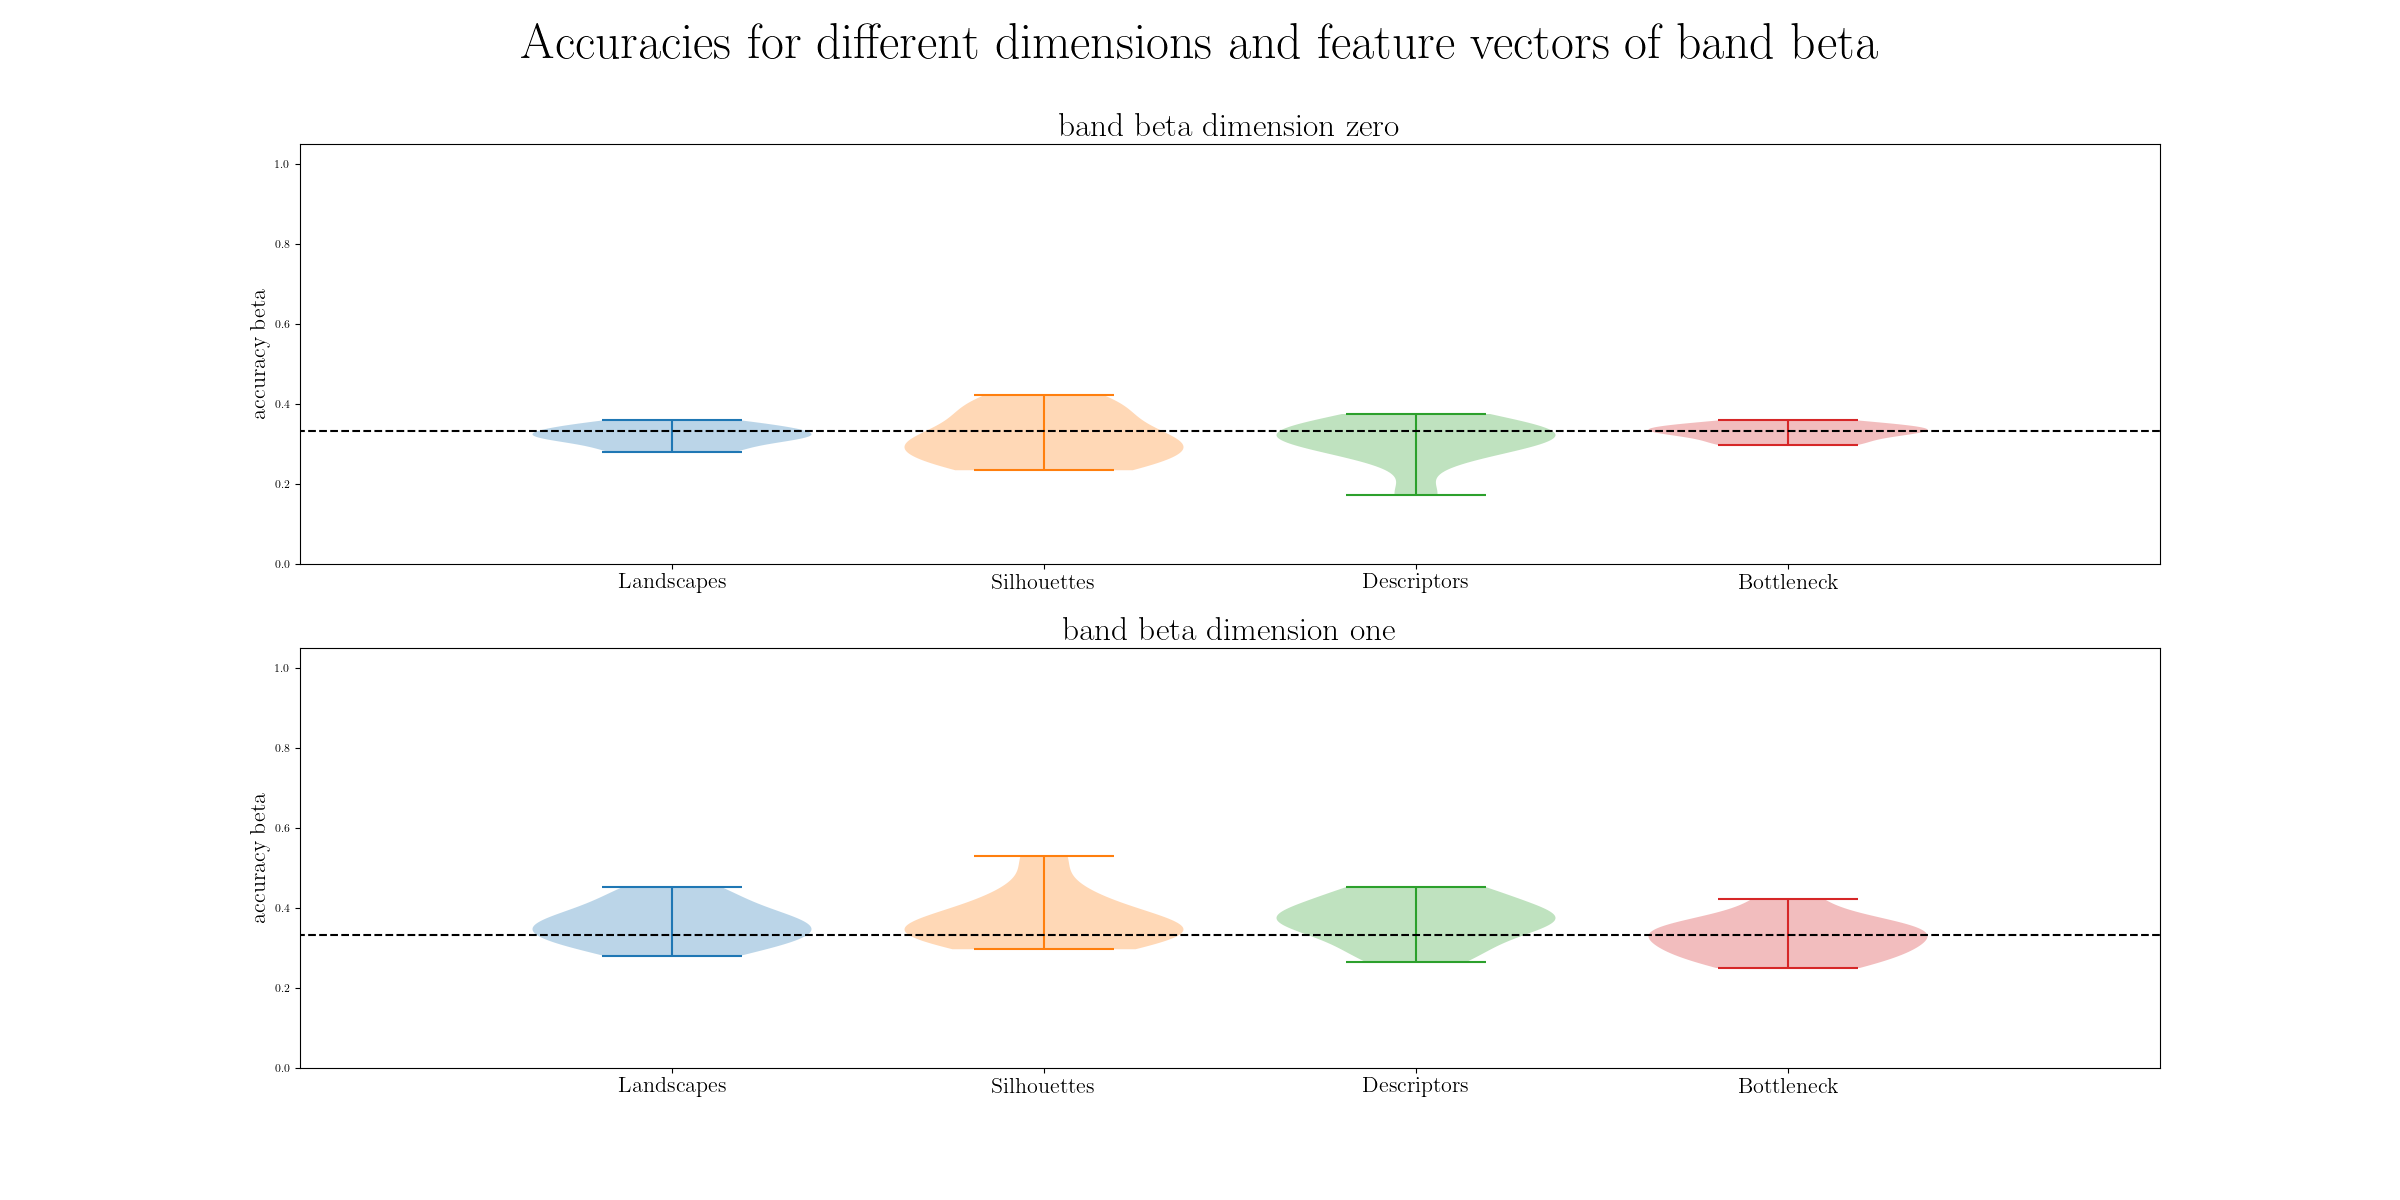 Accuracies for different dimensions and feature vectors of band beta
band beta dimension zero
1.0
0.8
0.6
0.4
0.2
0.0
accuracy beta
Landscapes Silhouettes Descriptors Bottleneck
band beta dimension one
1.0
0.8
0.6
0.4
0.2
0.0
accuracy beta
Landscapes Silhouettes Descriptors Bottleneck